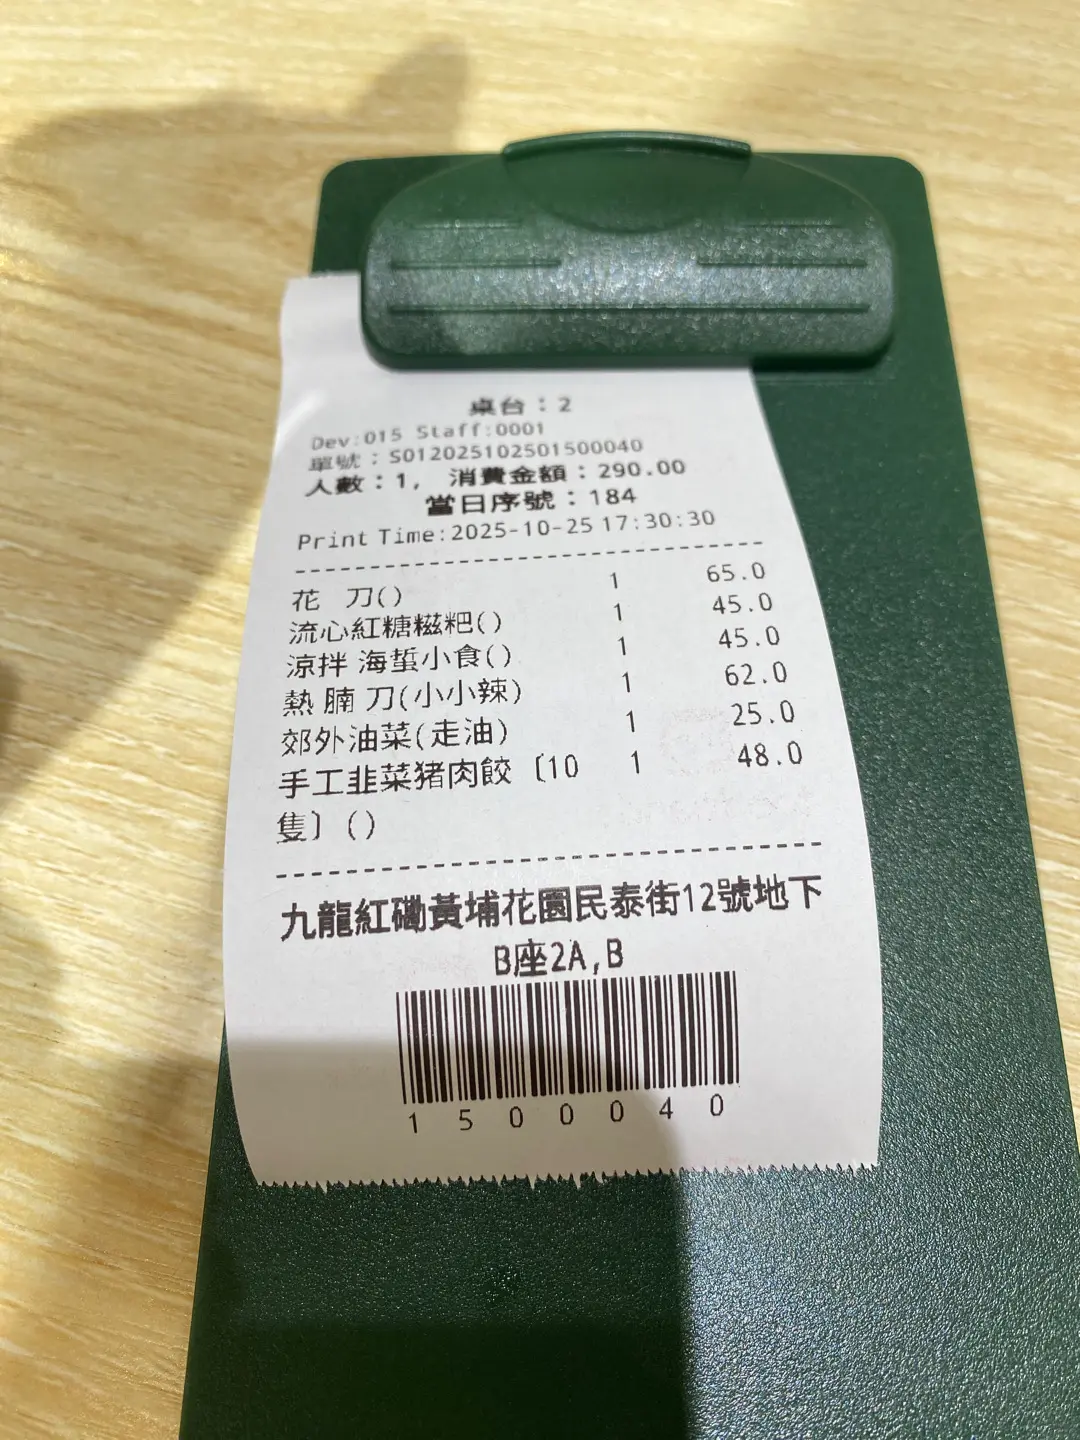 桌台：2
Dev:015 Staff:0001
單號：S012025102501500040
人數：1， 消費金額：290.00
當日序號：184
Print Time:2025-10-25 17:30:30
花　刀() 1 65.0
流心紅糖糍粑() 1 45.0
涼拌 海蜇小食() 1 45.0
熱 腩 刀(小小辣) 1 62.0
郊外油菜(走油) 1 25.0
手工韭菜猪肉餃〔10 1 48.0
隻〕()
九龍紅磡黃埔花園民泰街12號地下
B座2A,B
1500040